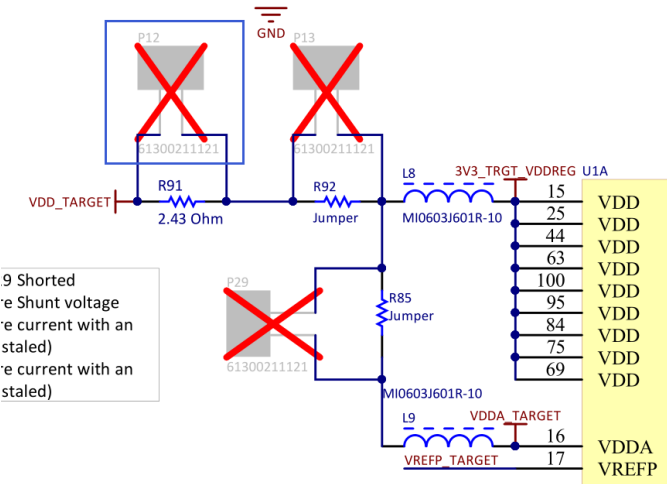 P12
GND
P13
61300211121
61300211121
R91
2.43 Ohm
VDD_TARGET
R92
Jumper
L8
MI0603J601R-10
3V3_TRGT_VDDREG
U1A
15 VDD
25 VDD
44 VDD
63 VDD
100 VDD
95 VDD
84 VDD
75 VDD
69 VDD
.9 Shorted
re Shunt voltage
re current with an
staled)
re current with an
staled)
P29
61300211121
R85
Jumper
MI0603J601R-10
L9
VDDA_TARGET
16 VDDA
VREFP_TARGET
17 VREFP